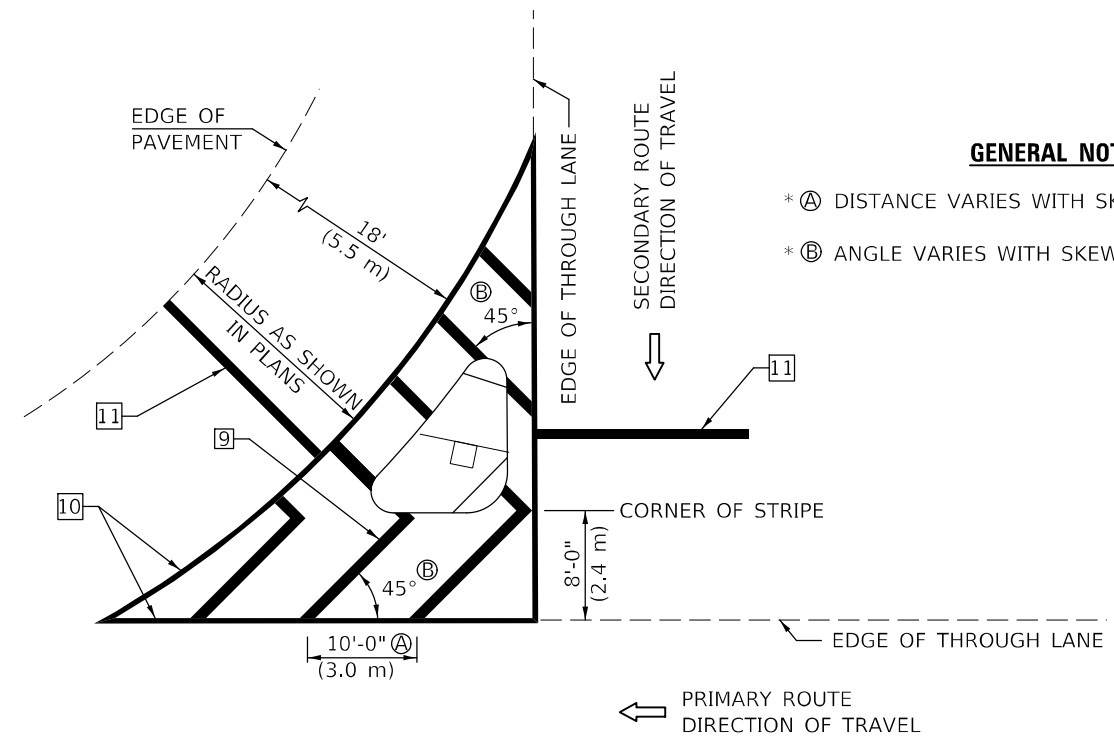 EDGE OF
PAVEMENT
18'
(5.5 m)
RADIUS AS SHOWN
IN PLANS
EDGE OF THROUGH LANE
SECONDARY ROUTE
DIRECTION OF TRAVEL
GENERAL NOT
* Ⓐ DISTANCE VARIES WITH SK
* Ⓑ ANGLE VARIES WITH SKEW
Ⓑ
45°
11
11
9
10
CORNER OF STRIPE
8'-0"
(2.4 m)
45° Ⓑ
10'-0" Ⓐ
(3.0 m)
EDGE OF THROUGH LANE
PRIMARY ROUTE
DIRECTION OF TRAVEL